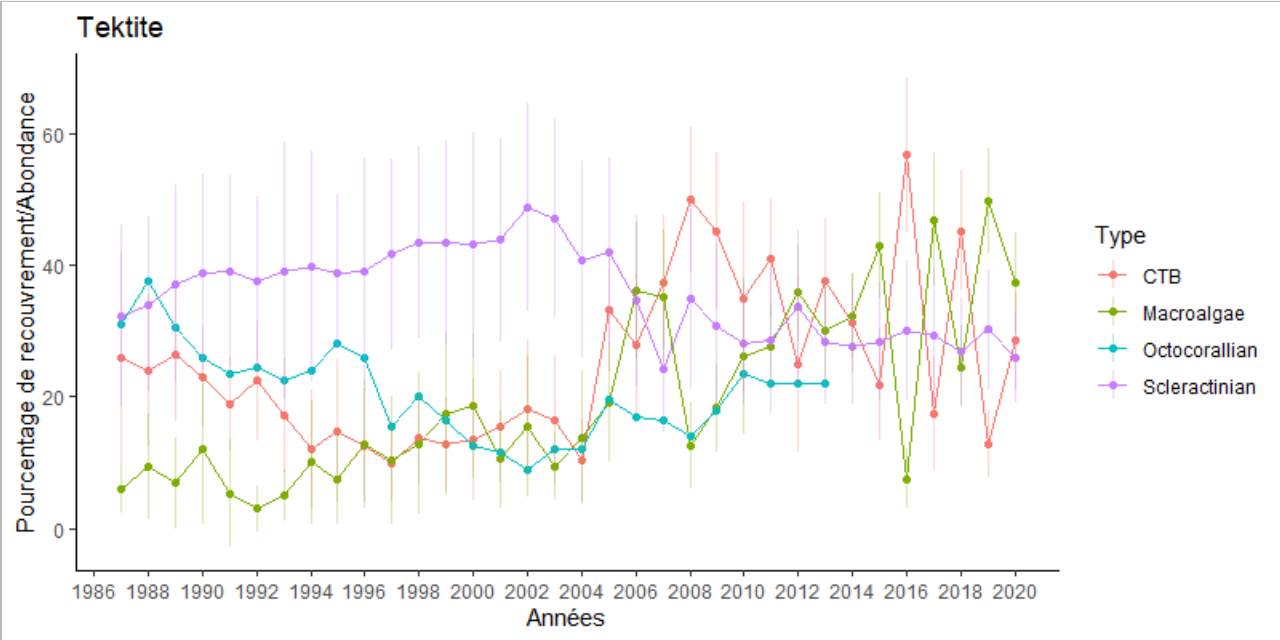 Tektite
Pourcentage de recouvrement/Abondance
60
40
20
0
1986 1988 1990 1992 1994 1996 1998 2000 2002 2004 2006 2008 2010 2012 2014 2016 2018 2020
Années
Type
CTB
Macroalgae
Octocorallian
Scleractinian